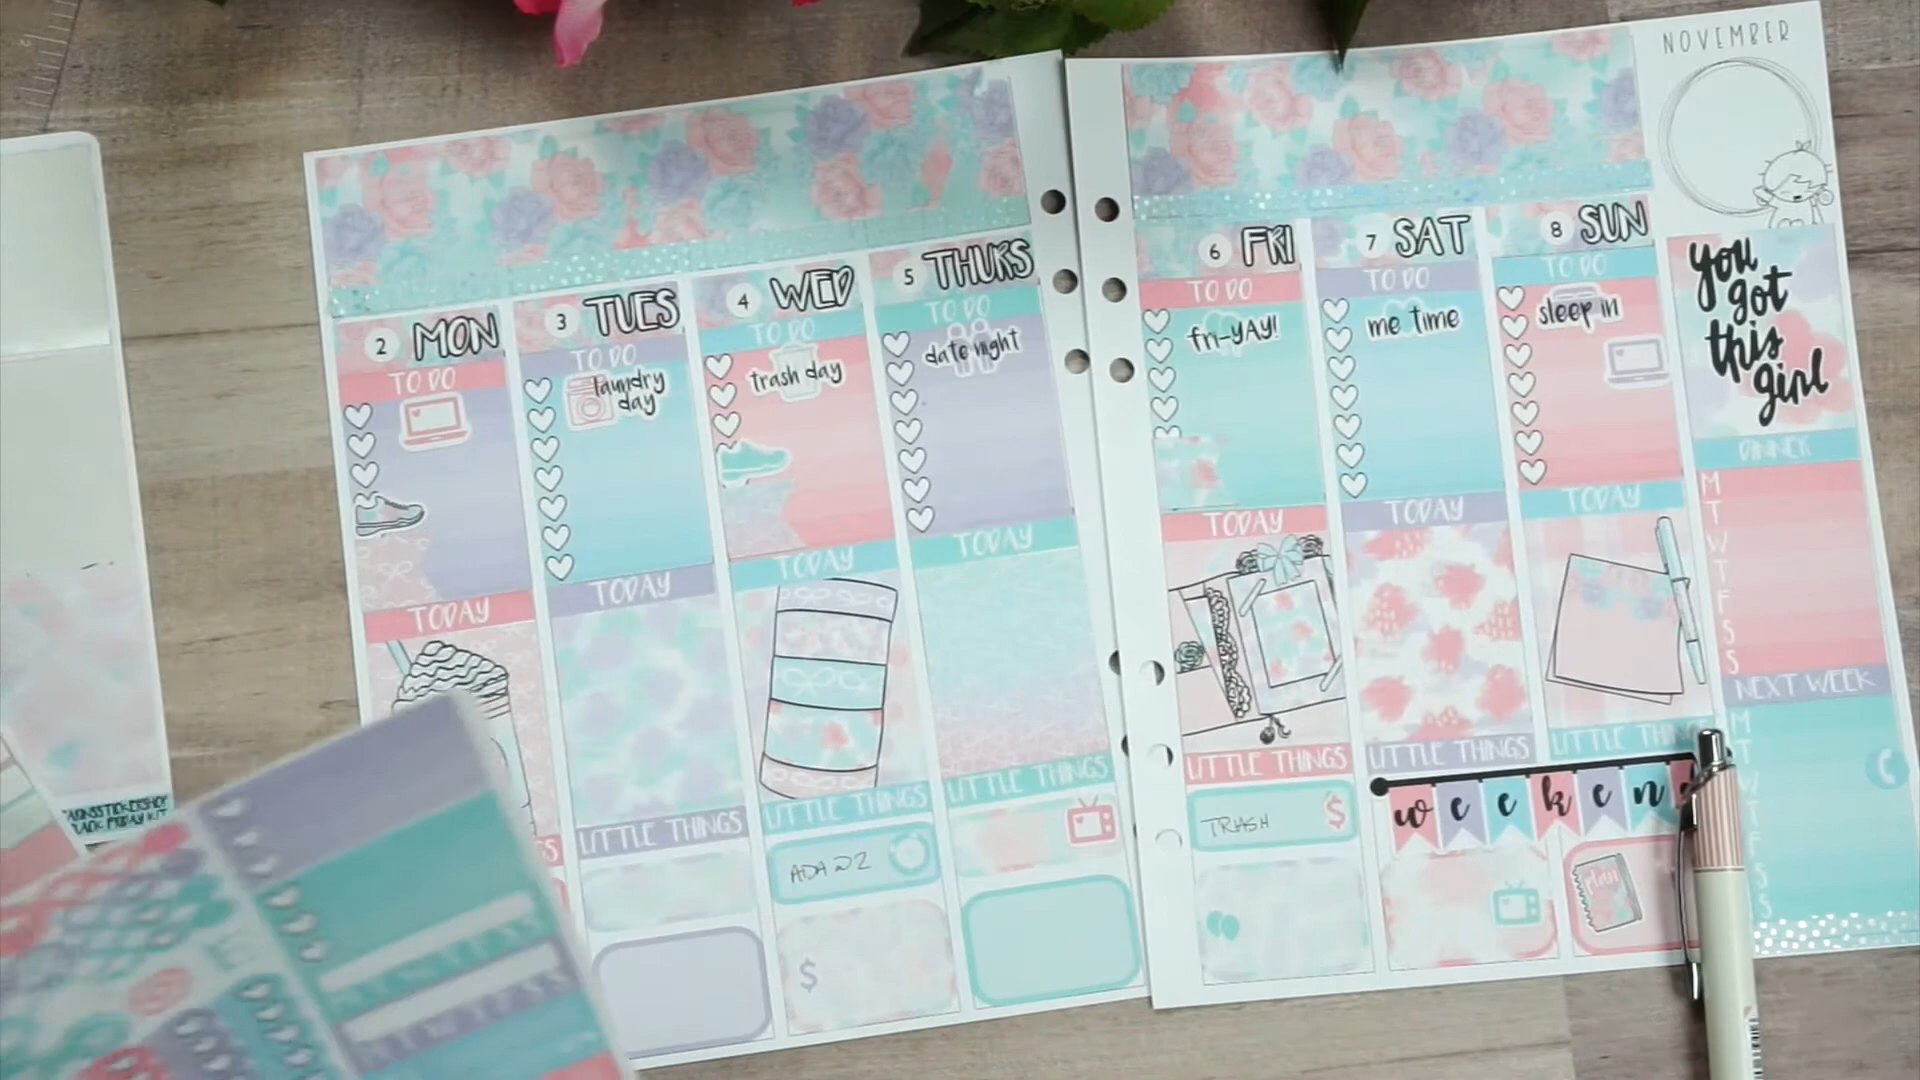 NOVEMBER
2 MON
TO DO
TODAY
3 TUES
TO DO
laundry
day
TODAY
LITTLE THINGS
4 WED
TO DO
trash day
TODAY
LITTLE THINGS
$
5 THURS
TO DO
date night
TODAY
LITTLE THINGS
6 FRI
TO DO
fri-YAY!
TODAY
LITTLE THINGS
TRASH $
7 SAT
TO DO
me time
TODAY
LITTLE THINGS
8 SUN
TO DO
sleep in
TODAY
LITTLE THINGS
weekend
plan
you
got
this
girl
DINNER
M
T
W
T
F
S
S
NEXT WEEK
M
T
W
T
F
S
S